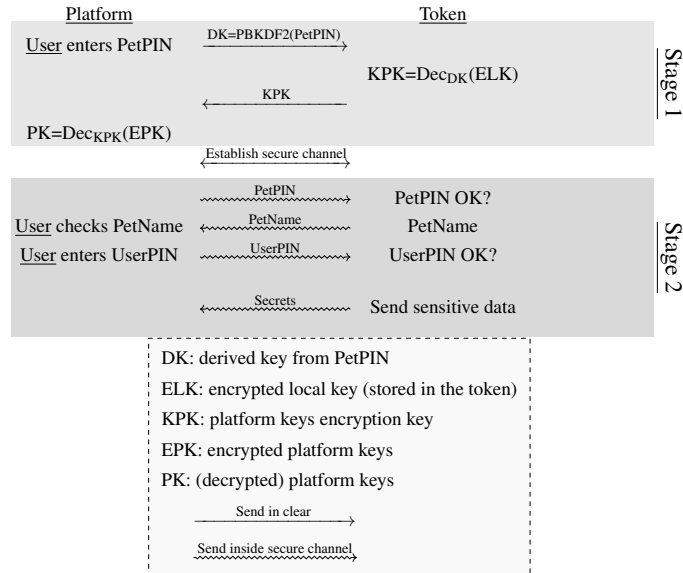 Platform Token
User enters PetPIN DK=PBKDF2(PetPIN)
KPK=Dec_DK(ELK)
KPK
PK=Dec_KPK(EPK)
Stage 1
Establish secure channel
PetPIN PetPIN OK?
User checks PetName PetName PetName
User enters UserPIN UserPIN UserPIN OK?
Secrets Send sensitive data
Stage 2
DK: derived key from PetPIN
ELK: encrypted local key (stored in the token)
KPK: platform keys encryption key
EPK: encrypted platform keys
PK: (decrypted) platform keys
Send in clear
Send inside secure channel